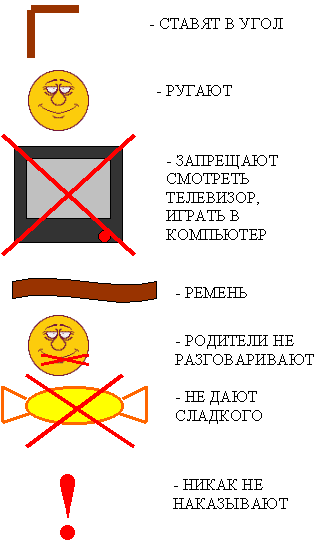 - СТАВЯТ В УГОЛ
- РУГАЮТ
- ЗАПРЕЩАЮТ
СМОТРЕТЬ
ТЕЛЕВИЗОР,
ИГРАТЬ В
КОМПЬЮТЕР
- РЕМЕНЬ
- РОДИТЕЛИ НЕ
РАЗГОВАРИВАЮТ
- НЕ ДАЮТ
СЛАДКОГО
- НИКАК НЕ
НАКАЗЫВАЮТ